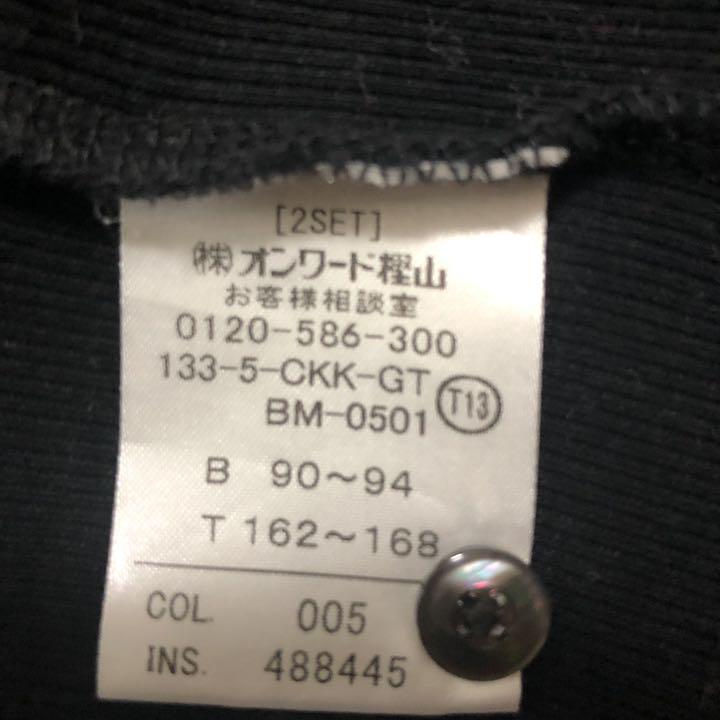 [2SET]
㈱オンワード樫山
お客様相談室
0120-586-300
133-5-CKK-GT
BM-0501 T13
B 90～94
T 162～168
COL. 005
INS. 488445